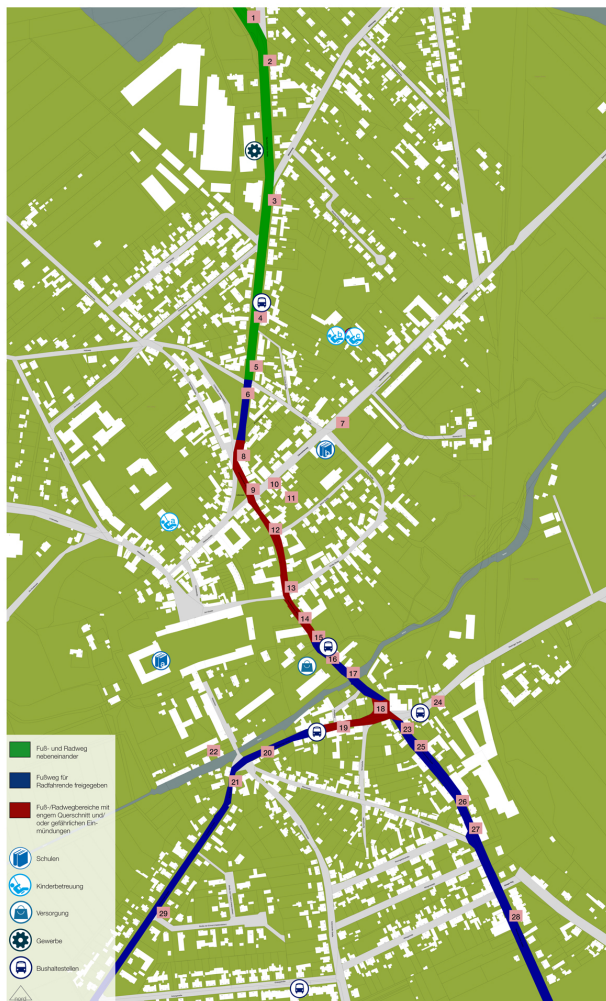 1
2
3
4
5
6
7
8
9
10
11
12
13
14
15
16
17
18
19
20
21
22
23
24
25
26
27
28
29
Fuß- und Radweg
nebeneinander
Fußweg für
Radfahrende freigegeben
Fuß-/Radwegbereiche mit
engem Querschnitt und/
oder gefährlichen Ein-
mündungen
Schulen
Kinderbetreuung
Versorgung
Gewerbe
Bushaltestellen
nord